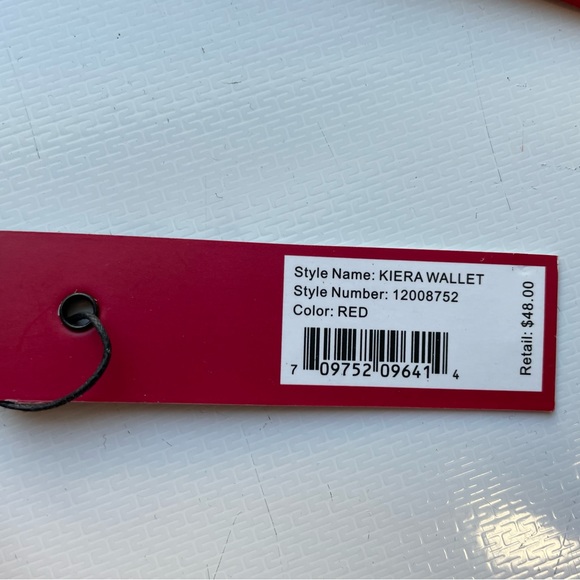 Style Name: KIERA WALLET
Style Number: 12008752
Color: RED
7 09752 09641 4
Retail: $48.00